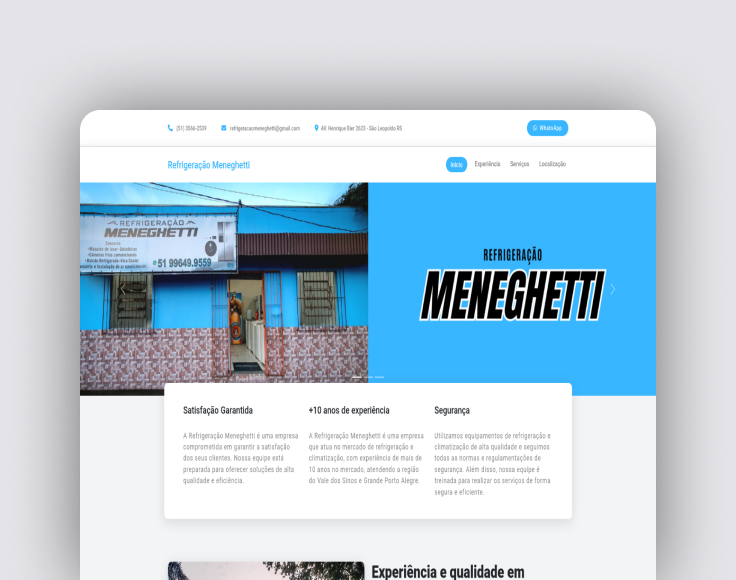 (51) 3566-2539 refrigeracaomeneghetti@gmail.com AV. Henrique Bier 2623 - São Leopoldo RS WhatsApp
Refrigeração Meneghetti Início Experiência Serviços Localização
REFRIGERAÇÃO
MENEGHETTI
Conserto
51 99649.9559
REFRIGERAÇÃO
MENEGHETTI
Satisfação Garantida
A Refrigeração Meneghetti é uma empresa
comprometida em garantir a satisfação
dos seus clientes. Nossa equipe está
preparada para oferecer soluções de alta
qualidade e eficiência.
+10 anos de experiência
A Refrigeração Meneghetti é uma empresa
que atua no mercado de refrigeração e
climatização, com experiência de mais de
10 anos no mercado, atendendo a região
do Vale dos Sinos e Grande Porto Alegre.
Segurança
Utilizamos equipamentos de refrigeração e
climatização de alta qualidade e seguimos
todas as normas e regulamentações de
segurança. Além disso, nossa equipe é
treinada para realizar os serviços de forma
segura e eficiente.
Experiência e qualidade em